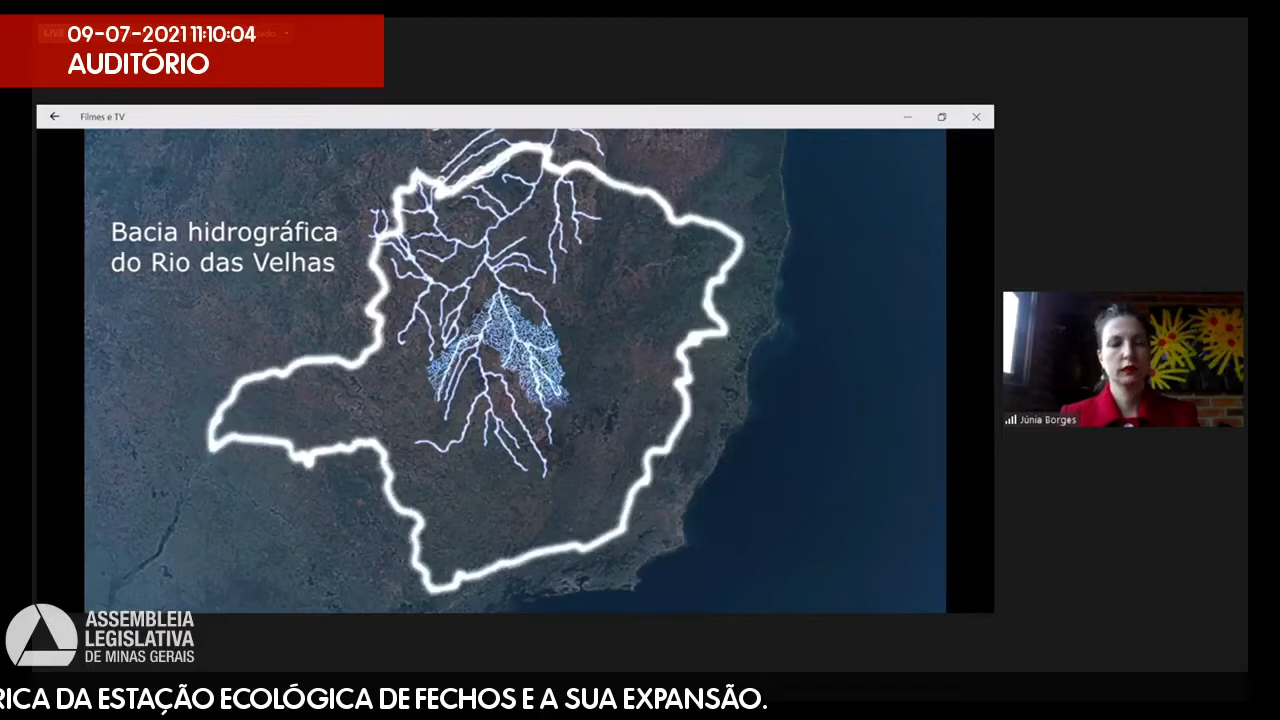 LIVE
09-07-2021 11:10:04
AUDITÓRIO
Filmes e TV
Bacia hidrográfica
do Rio das Velhas
Júnia Borges
ASSEMBLEIA
LEGISLATIVA
DE MINAS GERAIS
RICA DA ESTAÇÃO ECOLÓGICA DE FECHOS E A SUA EXPANSÃO.